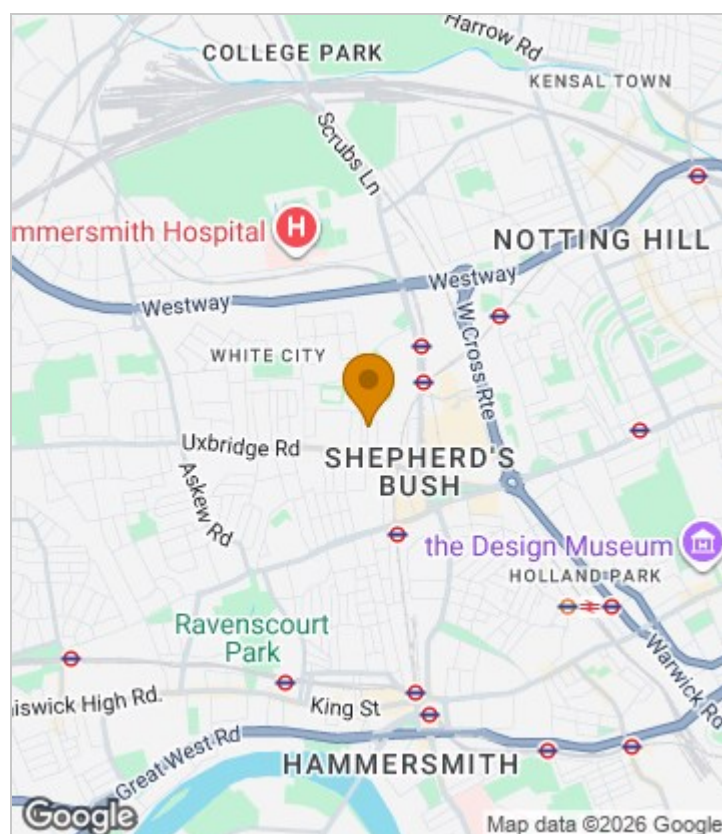 Harrow Rd
COLLEGE PARK
KENSAL TOWN
Scrubs Ln
mmersmith Hospital
H
NOTTING HILL
Westway
Westway
W Cross Rte
WHITE CITY
Uxbridge Rd
SHEPHERD'S
BUSH
Askew Rd
the Design Museum
HOLLAND PARK
Ravenscourt
Park
Warwick Rd
niswick High Rd.
King St
Great West Rd
HAMMERSMITH
Google
Map data ©2026 Google